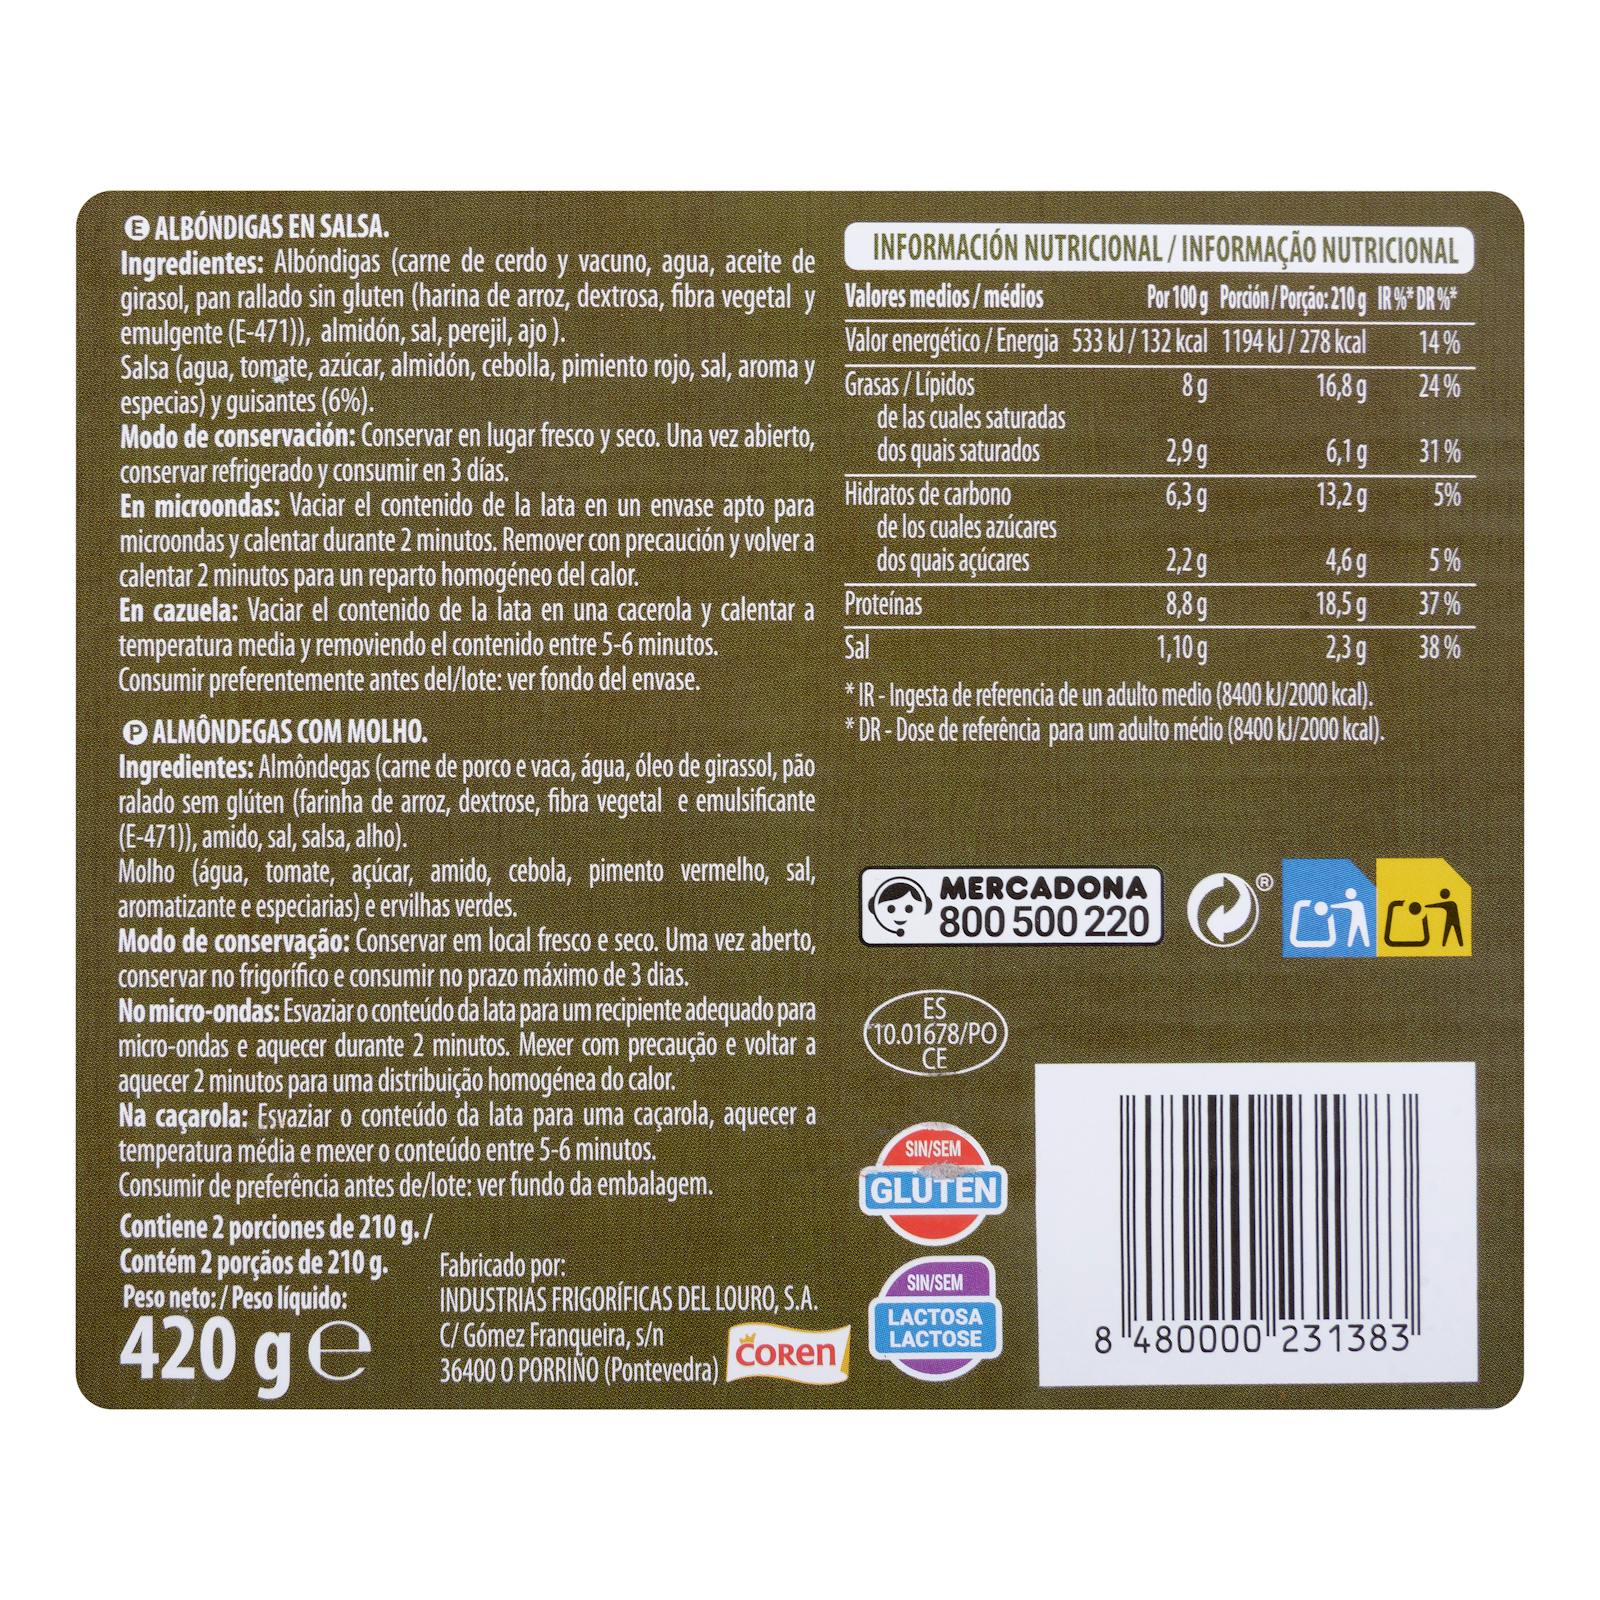 E ALBÓNDIGAS EN SALSA.
Ingredientes: Albóndigas (carne de cerdo y vacuno, agua, aceite de
girasol, pan rallado sin gluten (harina de arroz, dextrosa, fibra vegetal y
emulgente (E-471)), almidón, sal, perejil, ajo ).
Salsa (agua, tomate, azúcar, almidón, cebolla, pimiento rojo, sal, aroma y
especias) y guisantes (6%).
Modo de conservación: Conservar en lugar fresco y seco. Una vez abierto,
conservar refrigerado y consumir en 3 días.
En microondas: Vaciar el contenido de la lata en un envase apto para
microondas y calentar durante 2 minutos. Remover con precaución y volver a
calentar 2 minutos para un reparto homogéneo del calor.
En cazuela: Vaciar el contenido de la lata en una cacerola y calentar a
temperatura media y removiendo el contenido entre 5-6 minutos.
Consumir preferentemente antes del/lote: ver fondo del envase.
P ALMÔNDEGAS COM MOLHO.
Ingredientes: Almôndegas (carne de porco e vaca, água, óleo de girassol, pão
ralado sem glúten (farinha de arroz, dextrose, fibra vegetal e emulsificante
(E-471)), amido, sal, salsa, alho).
Molho (água, tomate, açúcar, amido, cebola, pimento vermelho, sal,
aromatizante e especiarias) e ervilhas verdes.
Modo de conservação: Conservar em local fresco e seco. Uma vez aberto,
conservar no frigorífico e consumir no prazo máximo de 3 dias.
No micro-ondas: Esvaziar o conteúdo da lata para um recipiente adequado para
micro-ondas e aquecer durante 2 minutos. Mexer com precaução e voltar a
aquecer 2 minutos para uma distribuição homogénea do calor.
Na caçarola: Esvaziar o conteúdo da lata para uma caçarola, aquecer a
temperatura média e mexer o conteúdo entre 5-6 minutos.
Consumir de preferência antes de/lote: ver fundo da embalagem.
Contiene 2 porciones de 210 g. /
Contém 2 porçãos de 210 g.
Peso neto: / Peso líquido:
420 g e
Fabricado por:
INDUSTRIAS FRIGORÍFICAS DEL LOURO, S.A.
C/ Gómez Franqueira, s/n
36400 O PORRIÑO (Pontevedra)
COREN
INFORMACIÓN NUTRICIONAL / INFORMAÇÃO NUTRICIONAL
Valores medios / médios Por 100 g Porción / Porção: 210 g IR %* DR %*
Valor energético / Energia 533 kJ / 132 kcal 1194 kJ / 278 kcal 14 %
Grasas / Lípidos 8 g 16,8 g 24 %
de las cuales saturadas
dos quais saturados 2,9 g 6,1 g 31 %
Hidratos de carbono 6,3 g 13,2 g 5%
de los cuales azúcares
dos quais açúcares 2,2 g 4,6 g 5 %
Proteínas 8,8 g 18,5 g 37 %
Sal 1,10 g 2,3 g 38 %
* IR - Ingesta de referencia de un adulto medio (8400 kJ/2000 kcal).
* DR - Dose de referência para um adulto médio (8400 kJ/2000 kcal).
MERCADONA
800 500 220
®
ES
10.01678/PO
CE
SIN/SEM
GLUTEN
SIN/SEM
LACTOSA
LACTOSE
8 480000 231383